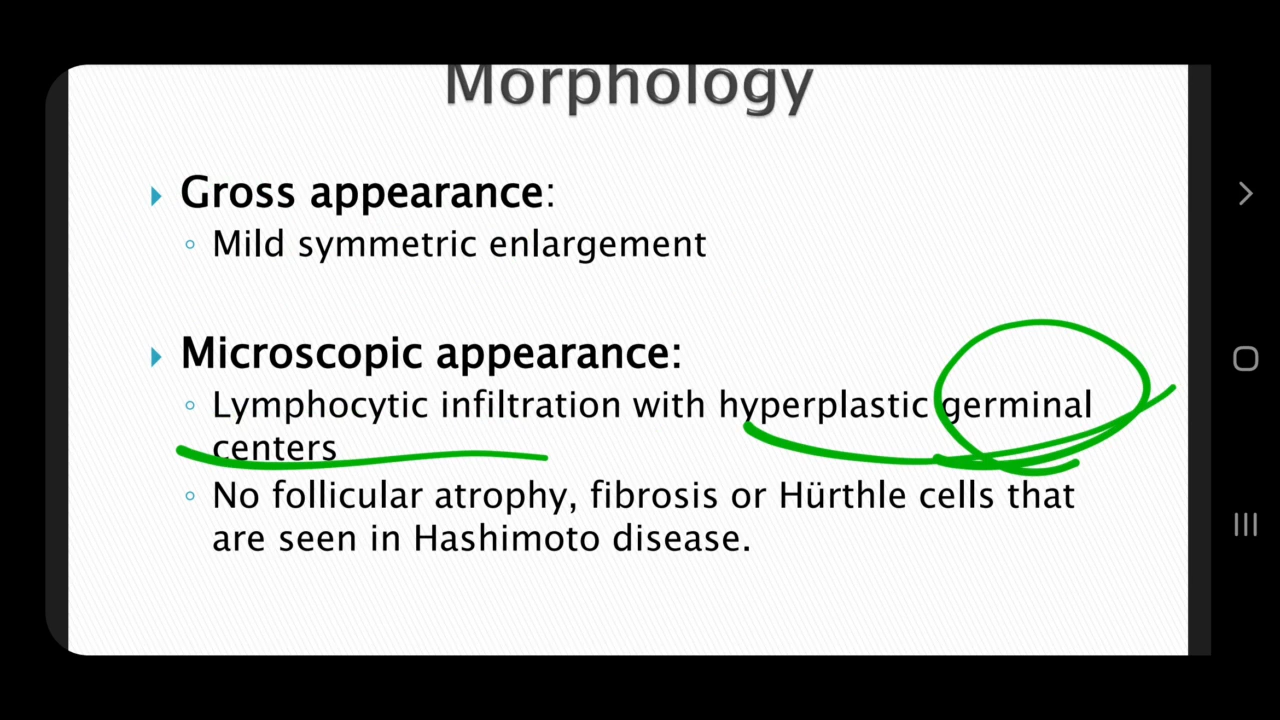 Morphology
Gross appearance:
Mild symmetric enlargement
Microscopic appearance:
Lymphocytic infiltration with hyperplastic germinal
centers
No follicular atrophy, fibrosis or Hürthle cells that
are seen in Hashimoto disease.